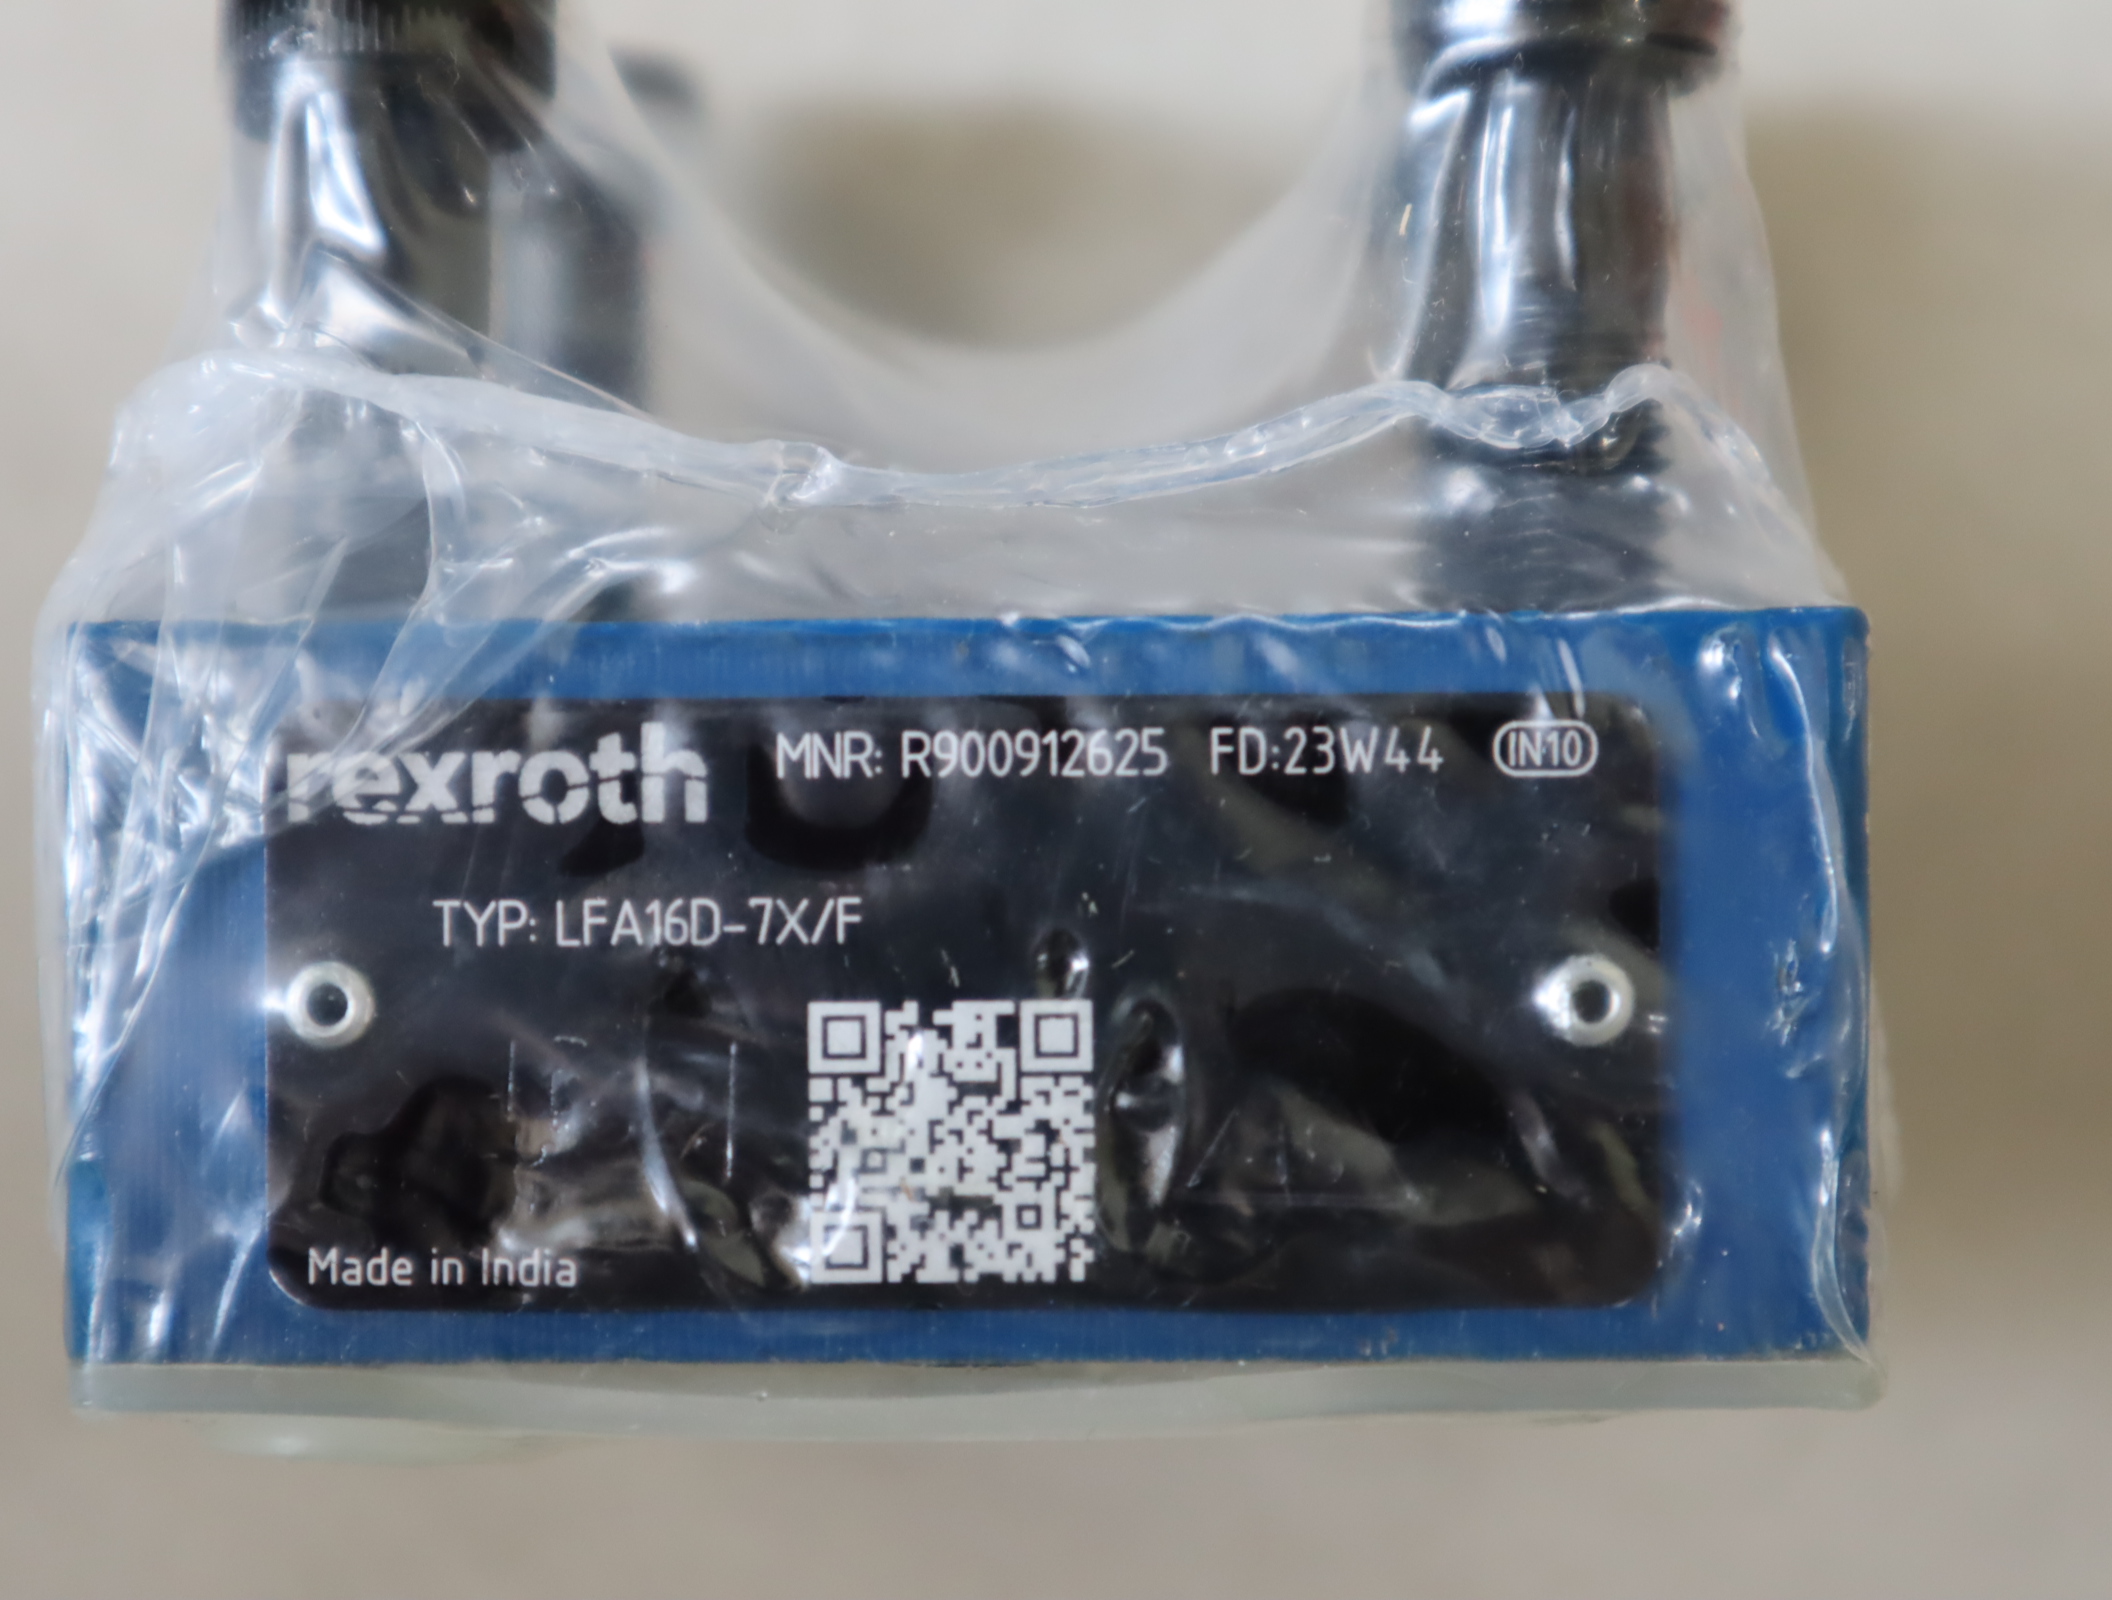 rexroth MNR: R900912625 FD:23W44 IN10
TYP: LFA16D-7X/F
Made in India